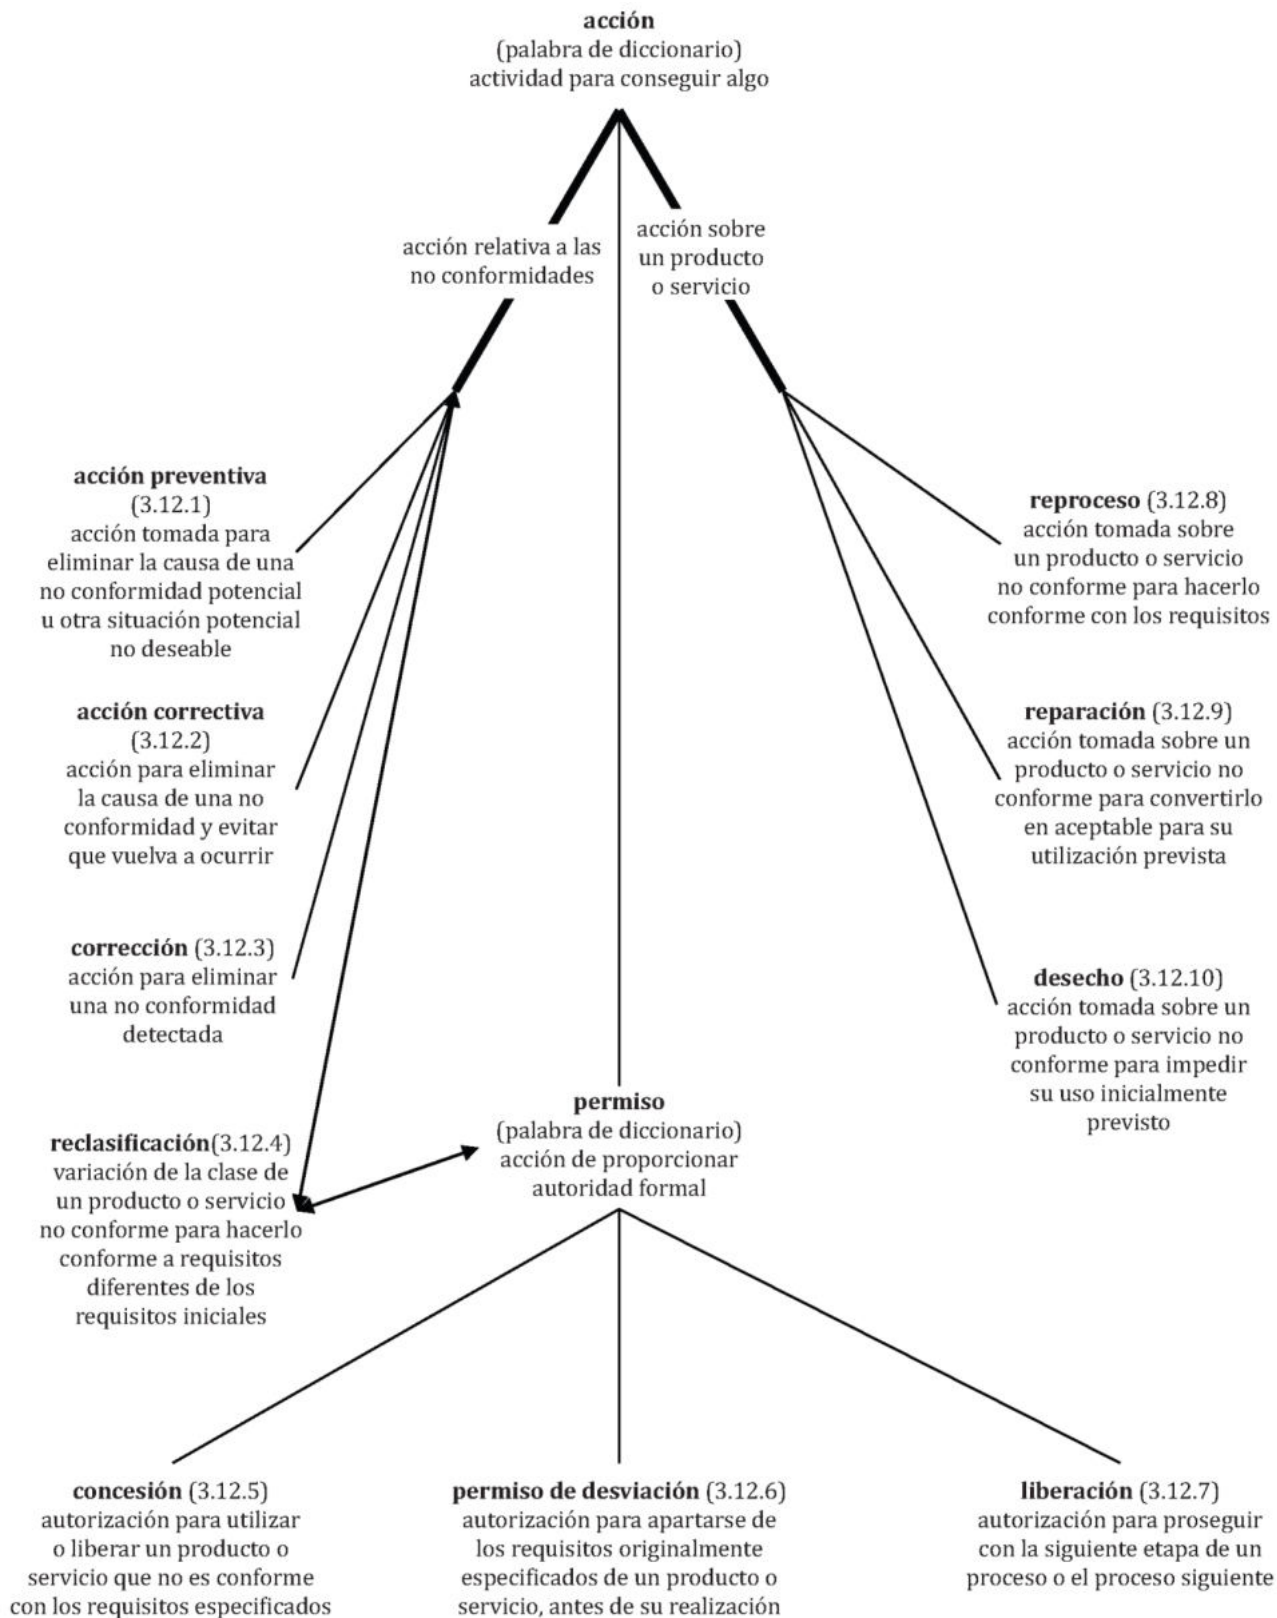 acción
(palabra de diccionario)
actividad para conseguir algo
acción relativa a las
no conformidades
acción sobre
un producto
o servicio
acción preventiva
(3.12.1)
acción tomada para
eliminar la causa de una
no conformidad potencial
u otra situación potencial
no deseable
acción correctiva
(3.12.2)
acción para eliminar
la causa de una no
conformidad y evitar
que vuelva a ocurrir
corrección (3.12.3)
acción para eliminar
una no conformidad
detectada
reclasificación(3.12.4)
variación de la clase de
un producto o servicio
no conforme para hacerlo
conforme a requisitos
diferentes de los
requisitos iniciales
permiso
(palabra de diccionario)
acción de proporcionar
autoridad formal
reproceso (3.12.8)
acción tomada sobre
un producto o servicio
no conforme para hacerlo
conforme con los requisitos
reparación (3.12.9)
acción tomada sobre un
producto o servicio no
conforme para convertirlo
en aceptable para su
utilización prevista
desecho (3.12.10)
acción tomada sobre un
producto o servicio no
conforme para impedir
su uso inicialmente
previsto
concesión (3.12.5)
autorización para utilizar
o liberar un producto o
servicio que no es conforme
con los requisitos especificados
permiso de desviación (3.12.6)
autorización para apartarse de
los requisitos originalmente
especificados de un producto o
servicio, antes de su realización
liberación (3.12.7)
autorización para proseguir
con la siguiente etapa de un
proceso o el proceso siguiente